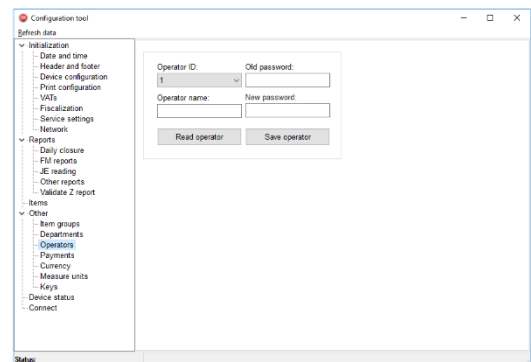 Configuration tool
Refresh data
Initialization
Date and time
Header and footer
Device configuration
Print configuration
VATs
Fiscalization
Service settings
Network
Reports
Daily closure
FM reports
JE reading
Other reports
Validate Z report
Items
Other
Item groups
Departments
Operators
Payments
Currency
Measure units
Keys
Device status
Connect
Operator ID: Old password:
1
Operator name: New password:
Read operator Save operator
Status: